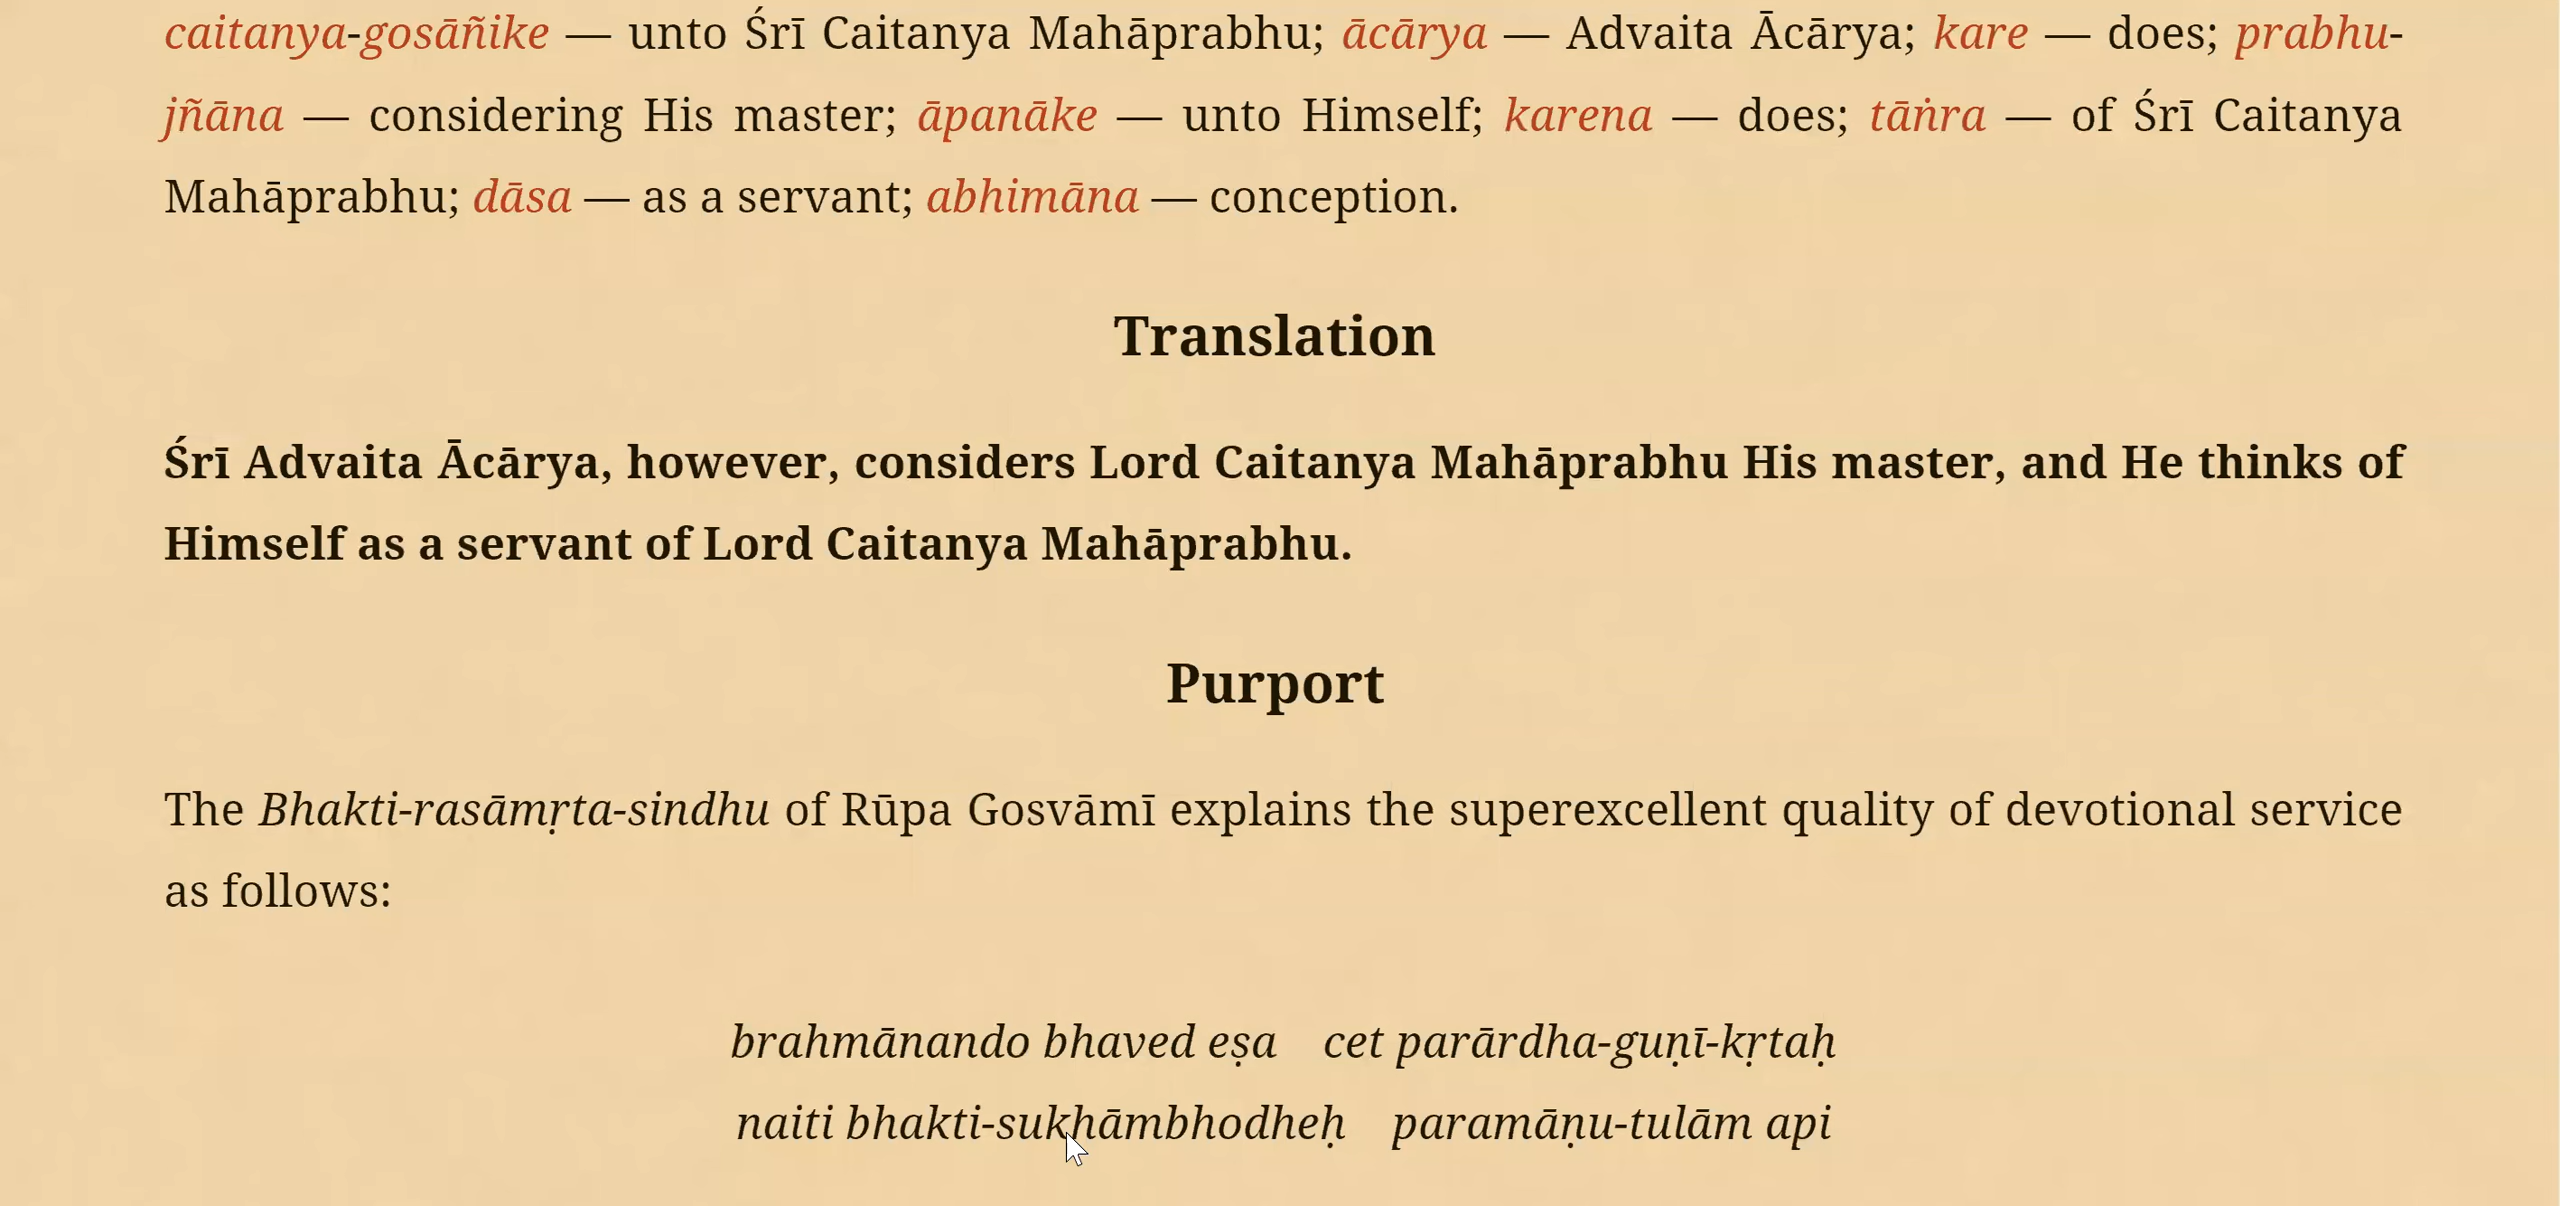 caitanya-gosāñike — unto Śrī Caitanya Mahāprabhu; ācārya — Advaita Ācārya; kare — does; prabhu-
jñāna — considering His master; āpanāke — unto Himself; karena — does; tāṅra — of Śrī Caitanya
Mahāprabhu; dāsa — as a servant; abhimāna — conception.
Translation
Śrī Advaita Ācārya, however, considers Lord Caitanya Mahāprabhu His master, and He thinks of
Himself as a servant of Lord Caitanya Mahāprabhu.
Purport
The Bhakti-rasāmṛta-sindhu of Rūpa Gosvāmī explains the superexcellent quality of devotional service
as follows:
brahmānando bhaved eṣa cet parārdha-guṇī-kṛtaḥ
naiti bhakti-sukhāmbhodheḥ paramāṇu-tulām api